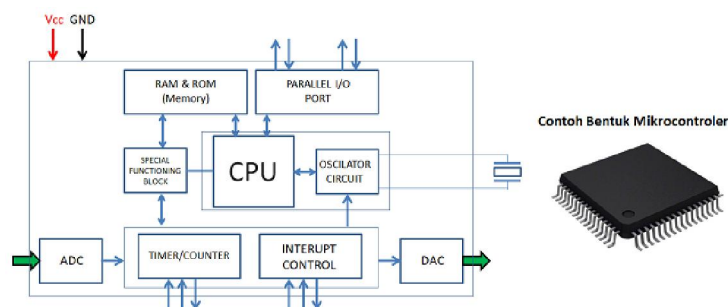 Vcc GND
RAM & ROM
(Memory)
PARALLEL I/O
PORT
Contoh Bentuk Mikrocontroler
SPECIAL
FUNCTIONING
BLOCK
CPU
OSCILATOR
CIRCUIT
ADC
TIMER/COUNTER
INTERUPT
CONTROL
DAC